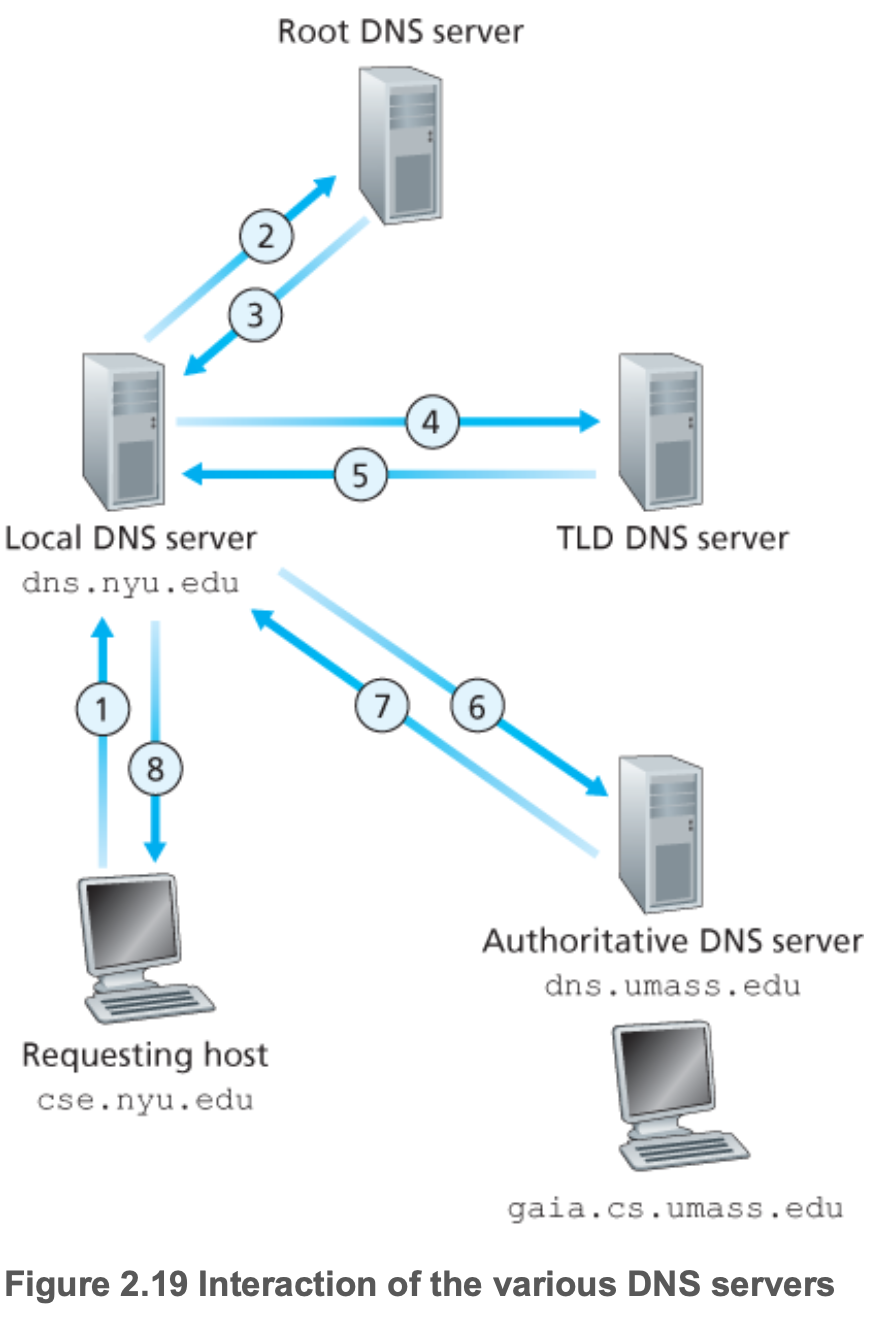 Root DNS server
2
3
4
5
Local DNS server
dns.nyu.edu
TLD DNS server
1
8
7
6
Authoritative DNS server
dns.umass.edu
Requesting host
cse.nyu.edu
gaia.cs.umass.edu
Figure 2.19 Interaction of the various DNS servers